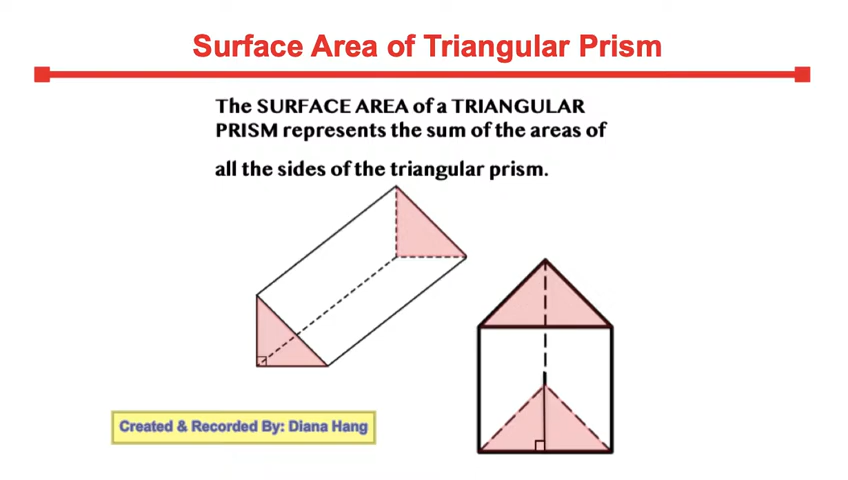 Surface Area of Triangular Prism
The SURFACE AREA of a TRIANGULAR
PRISM represents the sum of the areas of
all the sides of the triangular prism.
Created & Recorded By: Diana Hang